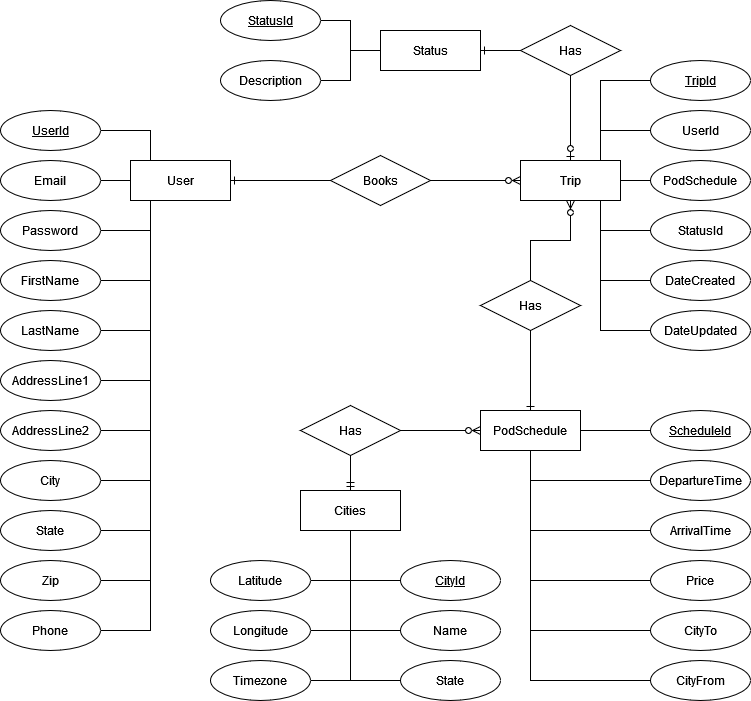 StatusId
Status
Has
Description
TripId
UserId
UserId
Email
User
Books
Trip
PodSchedule
Password
StatusId
FirstName
DateCreated
Has
LastName
DateUpdated
AddressLine1
AddressLine2
Has
PodSchedule
ScheduleId
City
DepartureTime
Cities
State
ArrivalTime
Zip
Latitude
CityId
Price
Phone
Longitude
Name
CityTo
Timezone
State
CityFrom